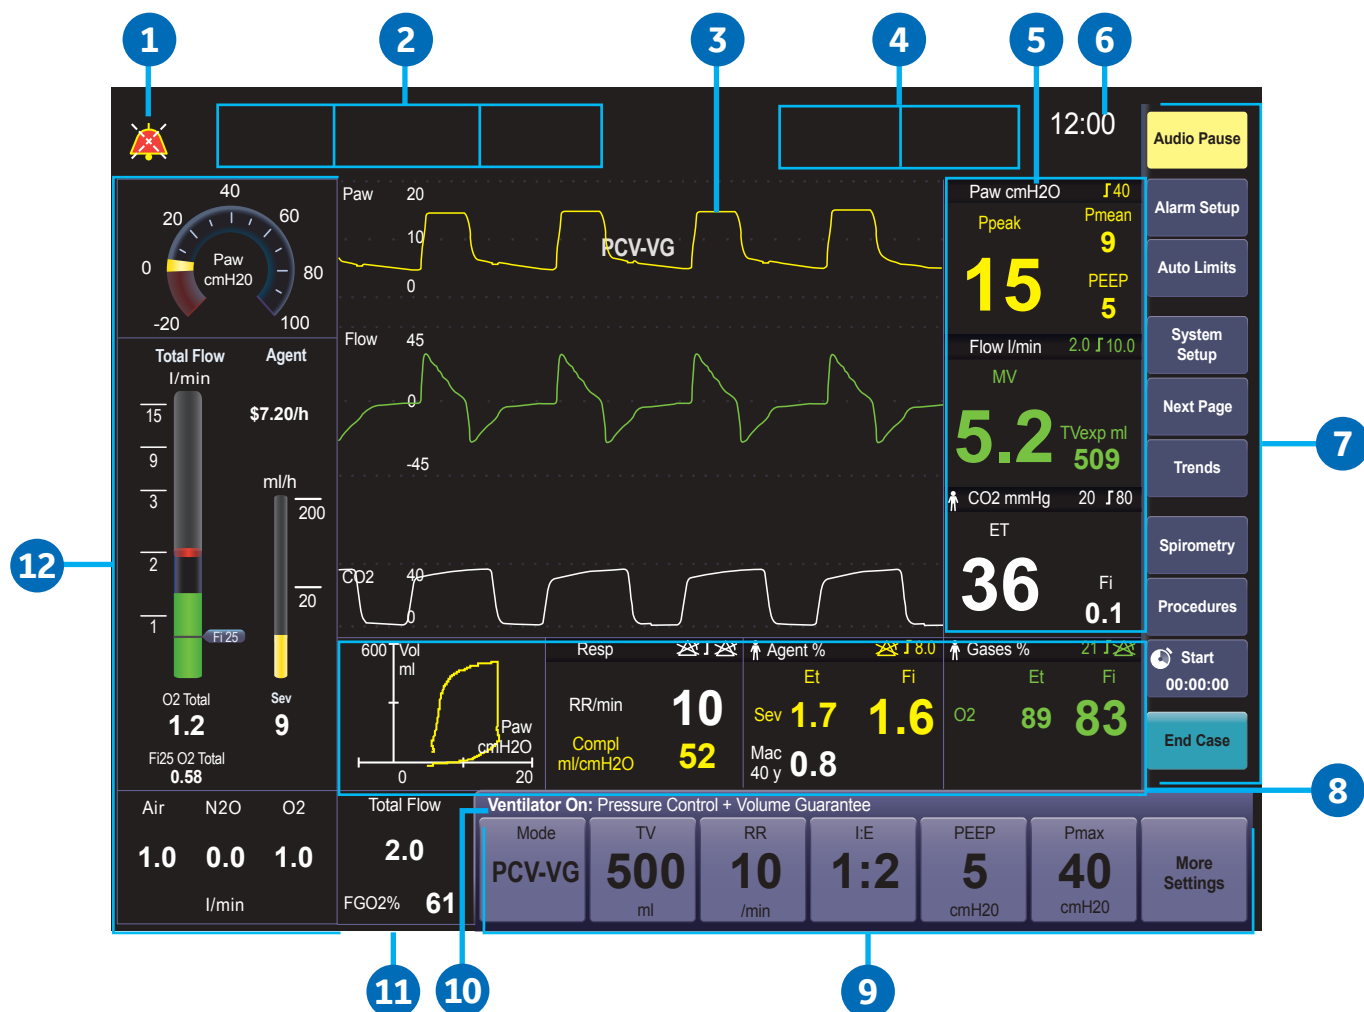 1 2 3 4 5 6
12:00
Audio Pause
Alarm Setup
Auto Limits
System
Setup
Next Page
Trends
Spirometry
Procedures
Start
00:00:00
End Case
7
40
20 60
0 80
-20 100
Paw
cmH20
Total Flow Agent
l/min
$7.20/h
15
9
3
2
1
Fi 25
ml/h
200
20
O2 Total Sev
1.2 9
Fi25 O2 Total
0.58
12
Air N2O O2
1.0 0.0 1.0
l/min
Paw 20
10
0
PCV-VG
Flow 45
0
-45
CO2 40
0
Paw cmH2O 40
Ppeak Pmean
15 9
PEEP
5
Flow l/min 2.0 10.0
MV
5.2 TVexp ml
509
CO2 mmHg 20 80
ET
36 Fi
0.1
600 Vol
ml
Paw
cmH2O
0 20
Resp
RR/min 10
Compl
ml/cmH2O 52
Agent % 8.0
Et Fi
Sev 1.7 1.6
Mac
40 y 0.8
Gases % 21
Et Fi
O2 89 83
8
Total Flow
2.0
FGO2% 61
Ventilator On: Pressure Control + Volume Guarantee
Mode
PCV-VG
TV
500
ml
RR
10
/min
I:E
1:2
PEEP
5
cmH20
Pmax
40
cmH20
More
Settings
11 10 9